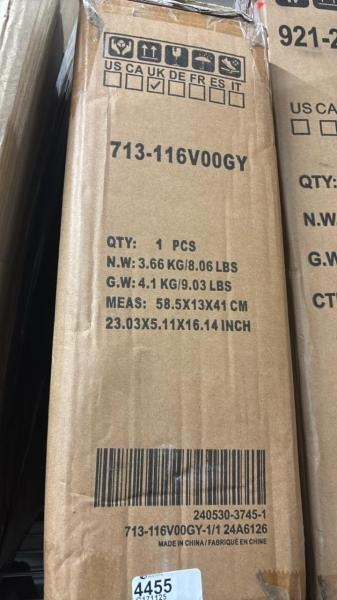 US CA UK DE FR ES IT
713-116V00GY
QTY: 1 PCS
N.W: 3.66 KG/8.06 LBS
G.W: 4.1 KG/9.03 LBS
MEAS: 58.5X13X41 CM
23.03X5.11X16.14 INCH
240530-3745-1
713-116V00GY-1/1 24A6126
MADE IN CHINA / FABRIQUÉ EN CHINE
4455
921-2
US CA
QTY:
N.W
G.W